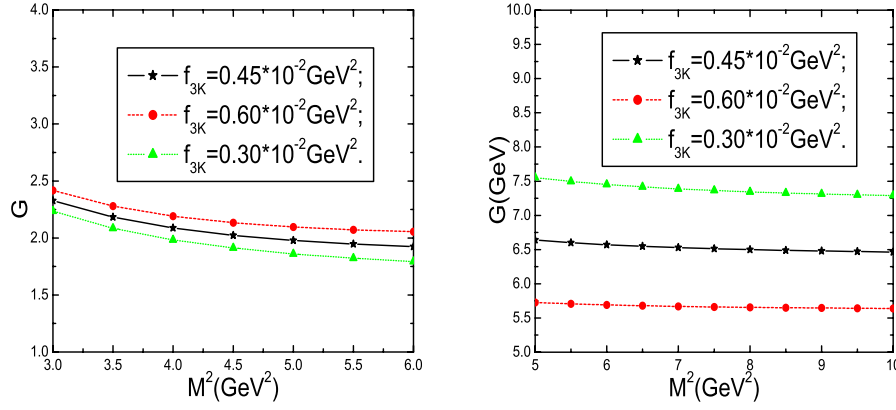 4.0
3.5
3.0
2.5
2.0
1.5
1.0
G
f3K=0.45*10-2GeV2;
f3K=0.60*10-2GeV2;
f3K=0.30*10-2GeV2.
3.0 3.5 4.0 4.5 5.0 5.5 6.0
M2(GeV2)
10.0
9.5
9.0
8.5
8.0
7.5
7.0
6.5
6.0
5.5
5.0
G(GeV)
f3K=0.45*10-2GeV2;
f3K=0.60*10-2GeV2;
f3K=0.30*10-2GeV2.
5 6 7 8 9 10
M2(GeV2)